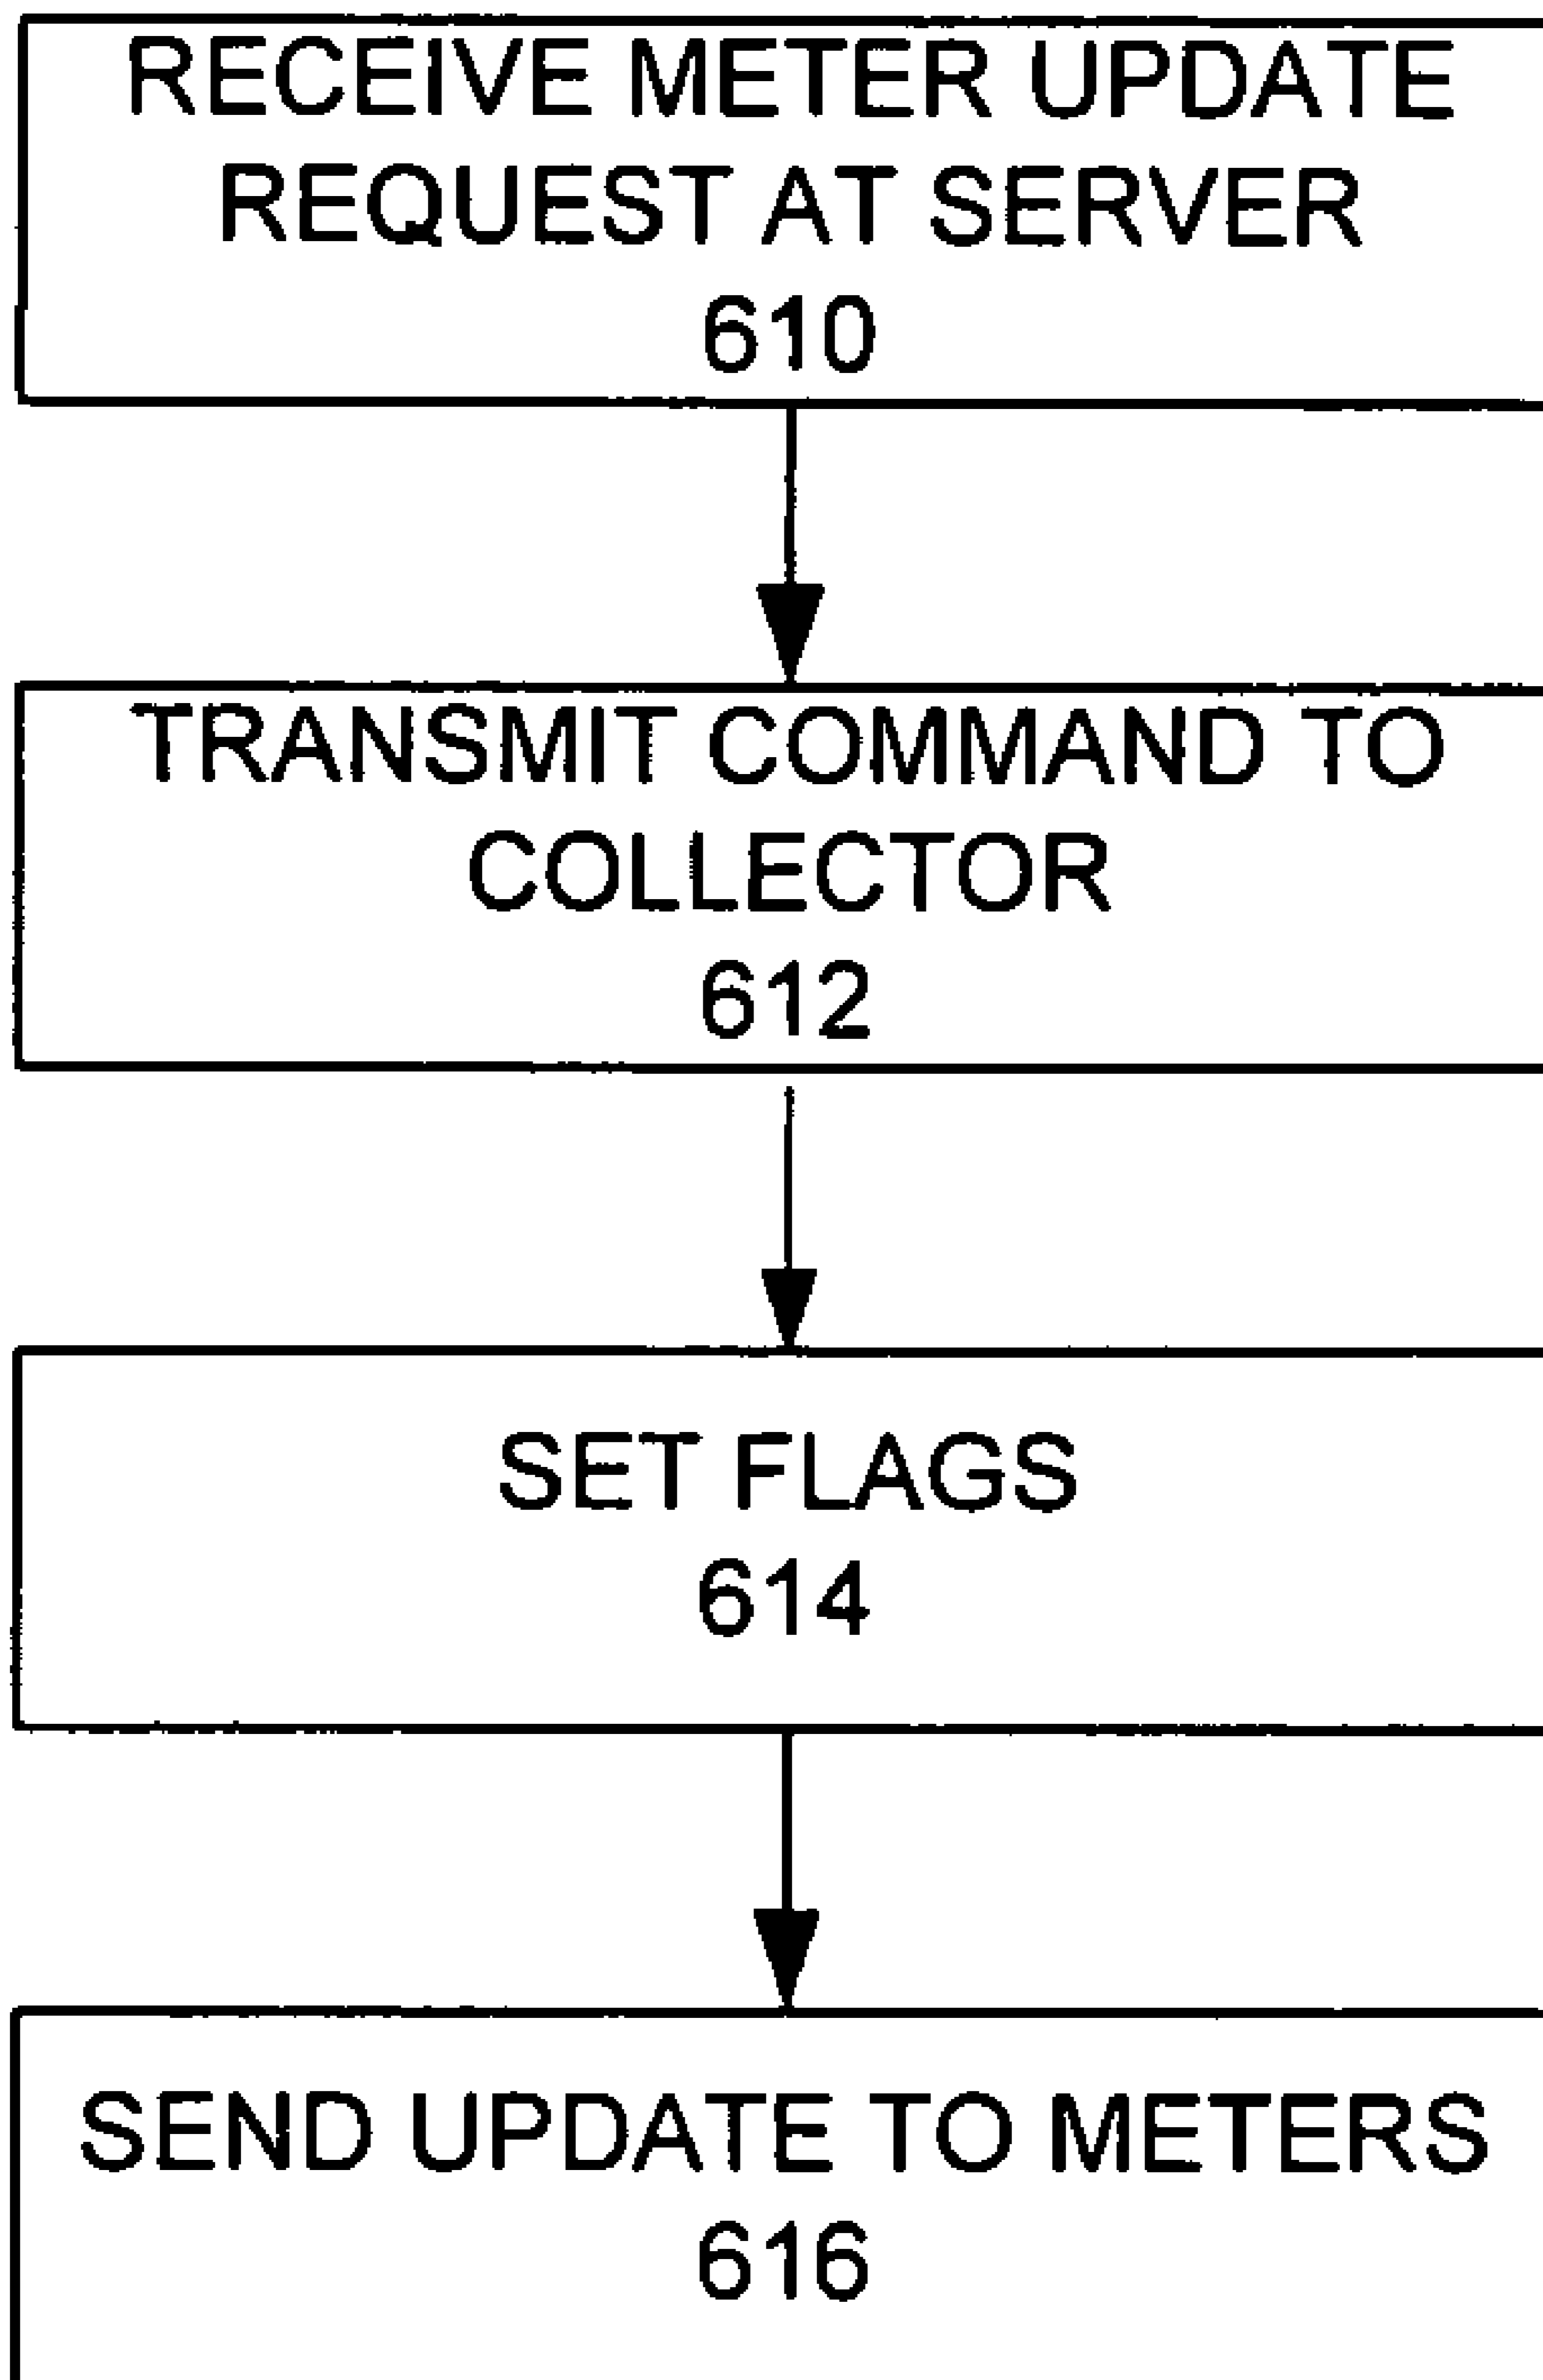 RECEIVE METER UPDATE
REQUEST AT SERVER
610
TRANSMIT COMMAND TO
COLLECTOR
612
SET FLAGS
614
SEND UPDATE TO METERS
616